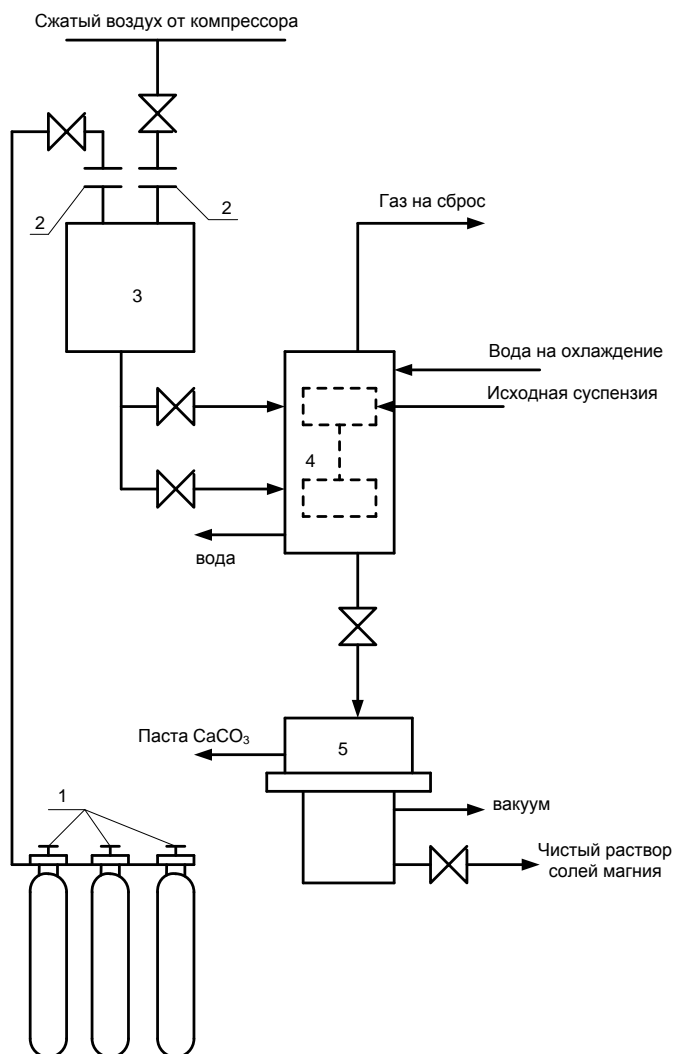 Сжатый воздух от компрессора
2
2
Газ на сброс
3
Вода на охлаждение
Исходная суспензия
4
вода
Паста CaCO₃
5
1
вакуум
Чистый раствор
солей магния